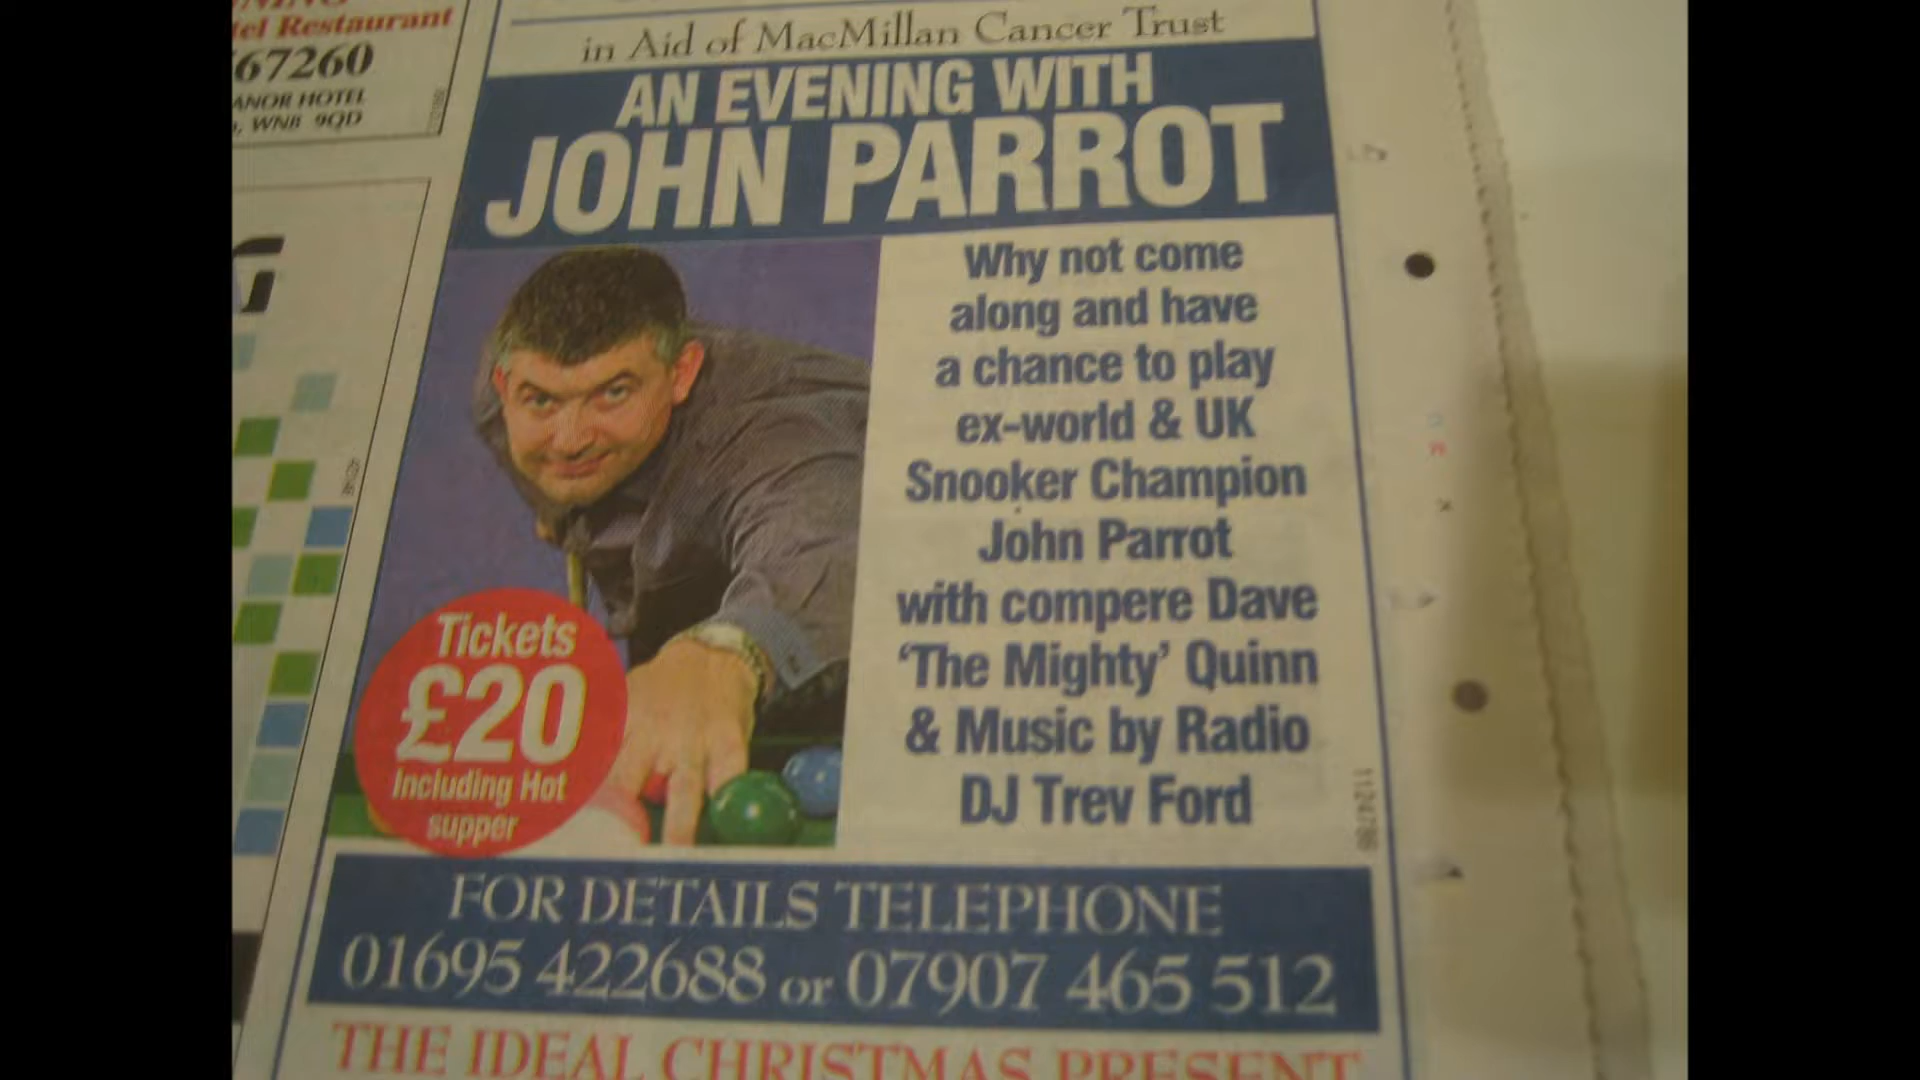 tel Restaurant
67260
ANOR HOTEL
WN8 9QD
in Aid of MacMillan Cancer Trust
AN EVENING WITH
JOHN PARROT
Why not come
along and have
a chance to play
ex-world & UK
Snooker Champion
John Parrot
with compere Dave
‘The Mighty’ Quinn
& Music by Radio
DJ Trev Ford
Tickets
£20
Including Hot
supper
FOR DETAILS TELEPHONE
01695 422688 or 07907 465 512
THE IDEAL CHRISTMAS PRESENT